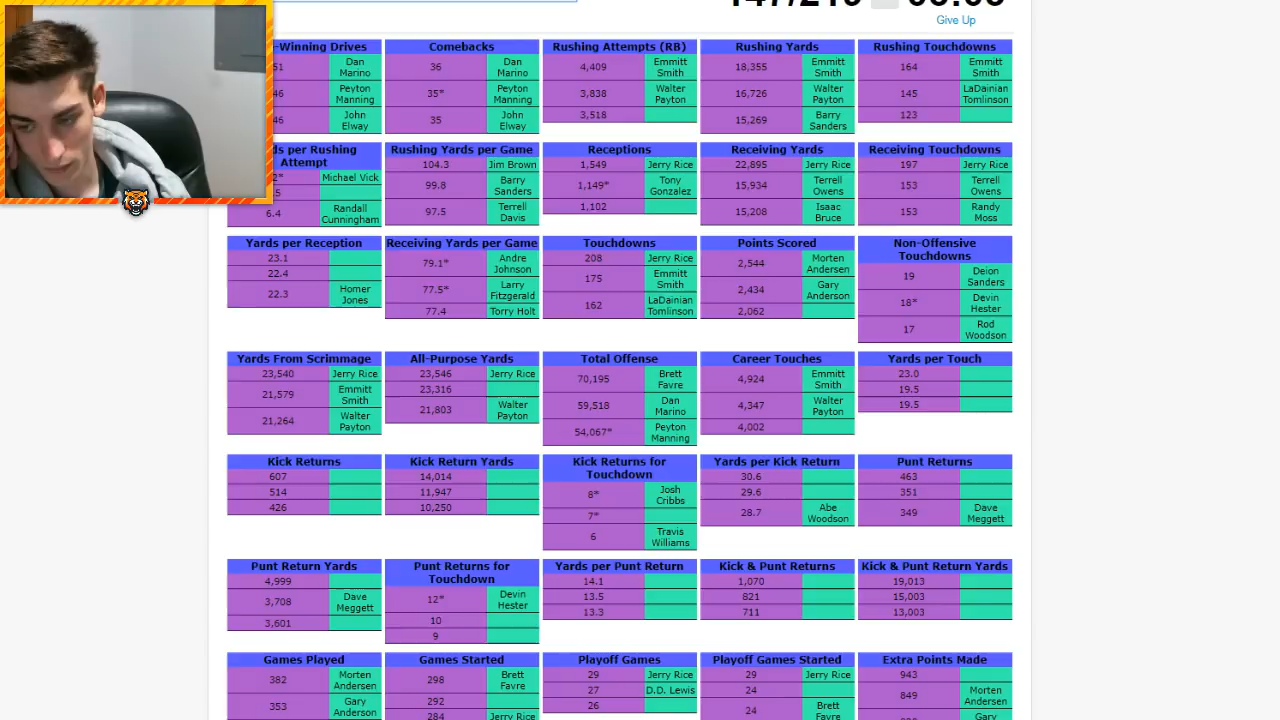 Give Up
-Winning Drives
51 Dan Marino
46 Peyton Manning
46 John Elway
Comebacks
36 Dan Marino
35* Peyton Manning
35 John Elway
Rushing Attempts (RB)
4,409 Emmitt Smith
3,838 Walter Payton
3,518
Rushing Yards
18,355 Emmitt Smith
16,726 Walter Payton
15,269 Barry Sanders
Rushing Touchdowns
164 Emmitt Smith
145 LaDainian Tomlinson
123
per Rushing Attempt
Michael Vick
6.4 Randall Cunningham
Rushing Yards per Game
104.3 Jim Brown
99.8 Barry Sanders
97.5 Terrell Davis
Receptions
1,549 Jerry Rice
1,149* Tony Gonzalez
1,102
Receiving Yards
22,895 Jerry Rice
15,934 Terrell Owens
15,208 Isaac Bruce
Receiving Touchdowns
197 Jerry Rice
153 Terrell Owens
153 Randy Moss
Yards per Reception
23.1
22.4
22.3 Homer Jones
Receiving Yards per Game
79.1* Andre Johnson
77.5* Larry Fitzgerald
77.4 Torry Holt
Touchdowns
208 Jerry Rice
175 Emmitt Smith
162 LaDainian Tomlinson
Points Scored
2,544 Morten Andersen
2,434 Gary Anderson
2,062
Non-Offensive Touchdowns
19 Deion Sanders
18* Devin Hester
17 Rod Woodson
Yards From Scrimmage
23,540 Jerry Rice
21,579 Emmitt Smith
21,264 Walter Payton
All-Purpose Yards
23,546 Jerry Rice
23,316
21,803 Walter Payton
Total Offense
70,195 Brett Favre
59,518 Dan Marino
54,067* Peyton Manning
Career Touches
4,924 Emmitt Smith
4,347 Walter Payton
4,002
Yards per Touch
23.0
19.5
19.5
Kick Returns
607
514
426
Kick Return Yards
14,014
11,947
10,250
Kick Returns for Touchdown
8* Josh Cribbs
7*
6 Travis Williams
Yards per Kick Return
30.6
29.6
28.7 Abe Woodson
Punt Returns
463
351
349 Dave Meggett
Punt Return Yards
4,999
3,708 Dave Meggett
3,601
Punt Returns for Touchdown
12* Devin Hester
10
9
Yards per Punt Return
14.1
13.5
13.3
Kick & Punt Returns
1,070
821
711
Kick & Punt Return Yards
19,013
15,003
13,003
Games Played
382 Morten Andersen
353 Gary Anderson
Games Started
298 Brett Favre
292
284 Jerry Rice
Playoff Games
29 Jerry Rice
27 D.D. Lewis
26
Playoff Games Started
29 Jerry Rice
24
24 Brett Favre
Extra Points Made
943
849 Morten Andersen
Gary